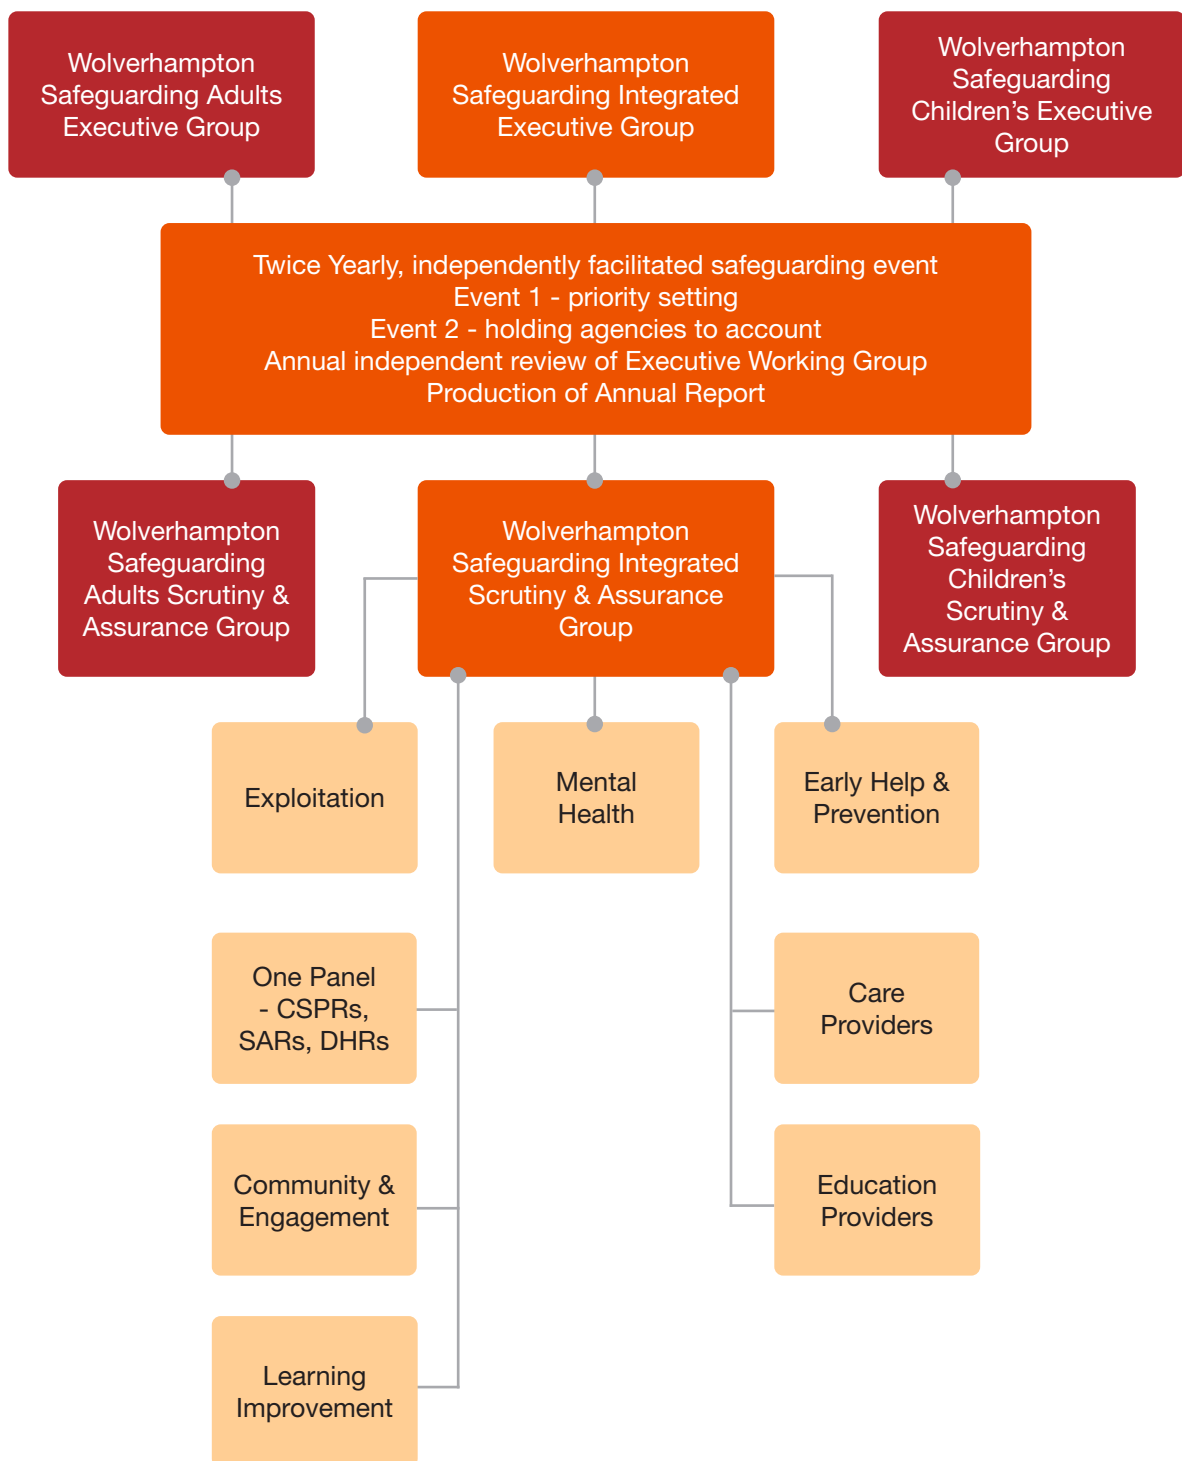 Wolverhampton
Safeguarding Adults
Executive Group
Wolverhampton
Safeguarding Integrated
Executive Group
Wolverhampton
Safeguarding
Children’s Executive
Group
Twice Yearly, independently facilitated safeguarding event
Event 1 - priority setting
Event 2 - holding agencies to account
Annual independent review of Executive Working Group
Production of Annual Report
Wolverhampton
Safeguarding
Adults Scrutiny &
Assurance Group
Wolverhampton
Safeguarding Integrated
Scrutiny & Assurance
Group
Wolverhampton
Safeguarding
Children’s
Scrutiny &
Assurance Group
Exploitation
Mental
Health
Early Help &
Prevention
One Panel
- CSPRs,
SARs, DHRs
Care
Providers
Community &
Engagement
Education
Providers
Learning
Improvement